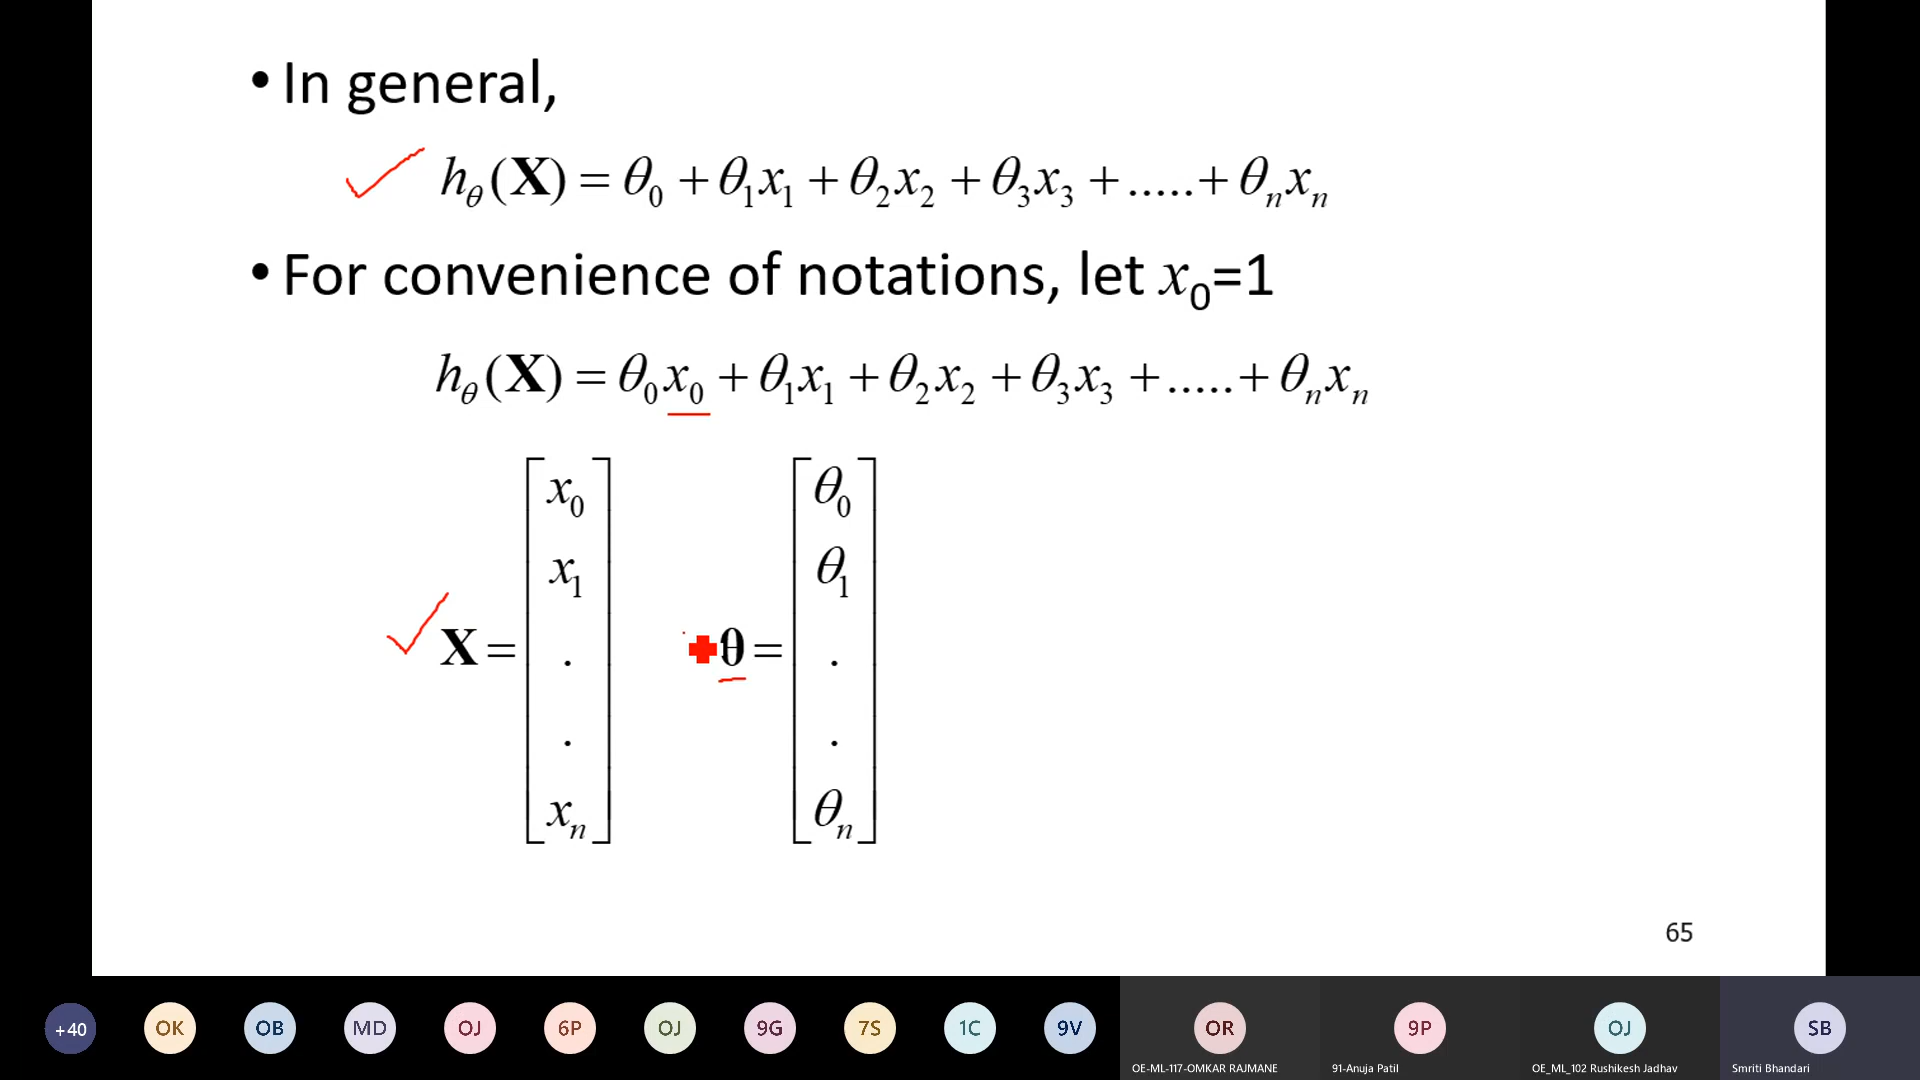 • In general,
hθ(X) = θ0 + θ1x1 + θ2x2 + θ3x3 + ..... + θnxn
• For convenience of notations, let x0=1
hθ(X) = θ0x0 + θ1x1 + θ2x2 + θ3x3 + ..... + θnxn
x0 θ0
x1 θ1
X = . θ = .
. .
xn θn
65
+40 OK OB MD OJ 6P OJ 9G 7S 1C 9V OR 9P OJ SB
OE-ML-117-OMKAR RAJMANE 91-Anuja Patil OE_ML_102 Rushikesh Jadhav Smriti Bhandari